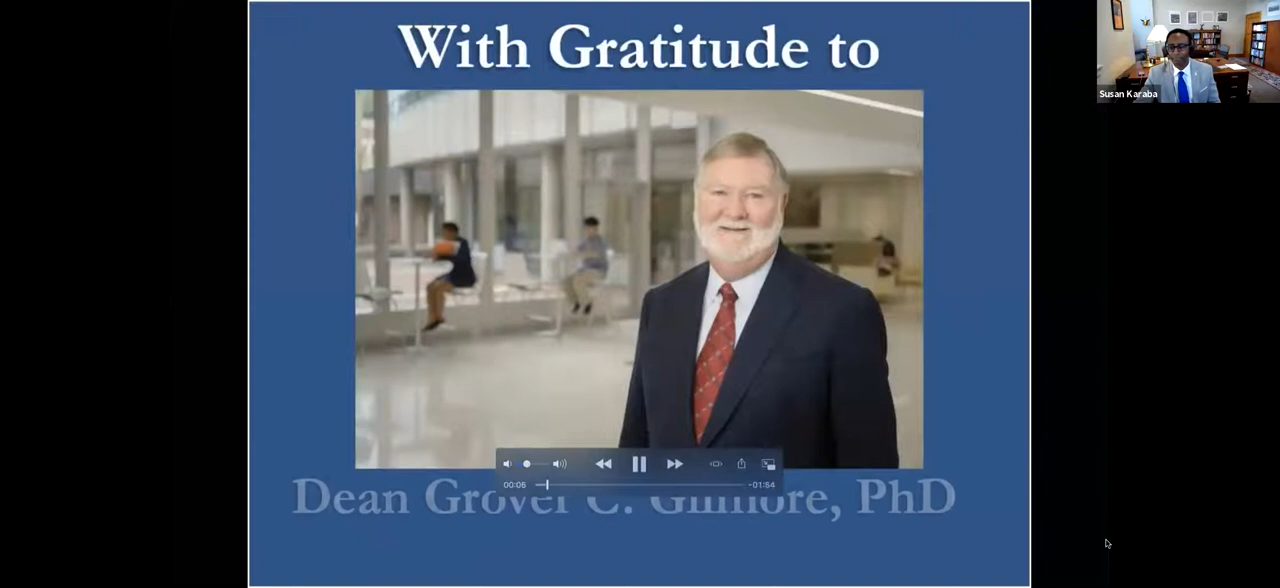 With Gratitude to
Susan Karaba
00:06
-01:54
Dean Grover C. Gilmore, PhD